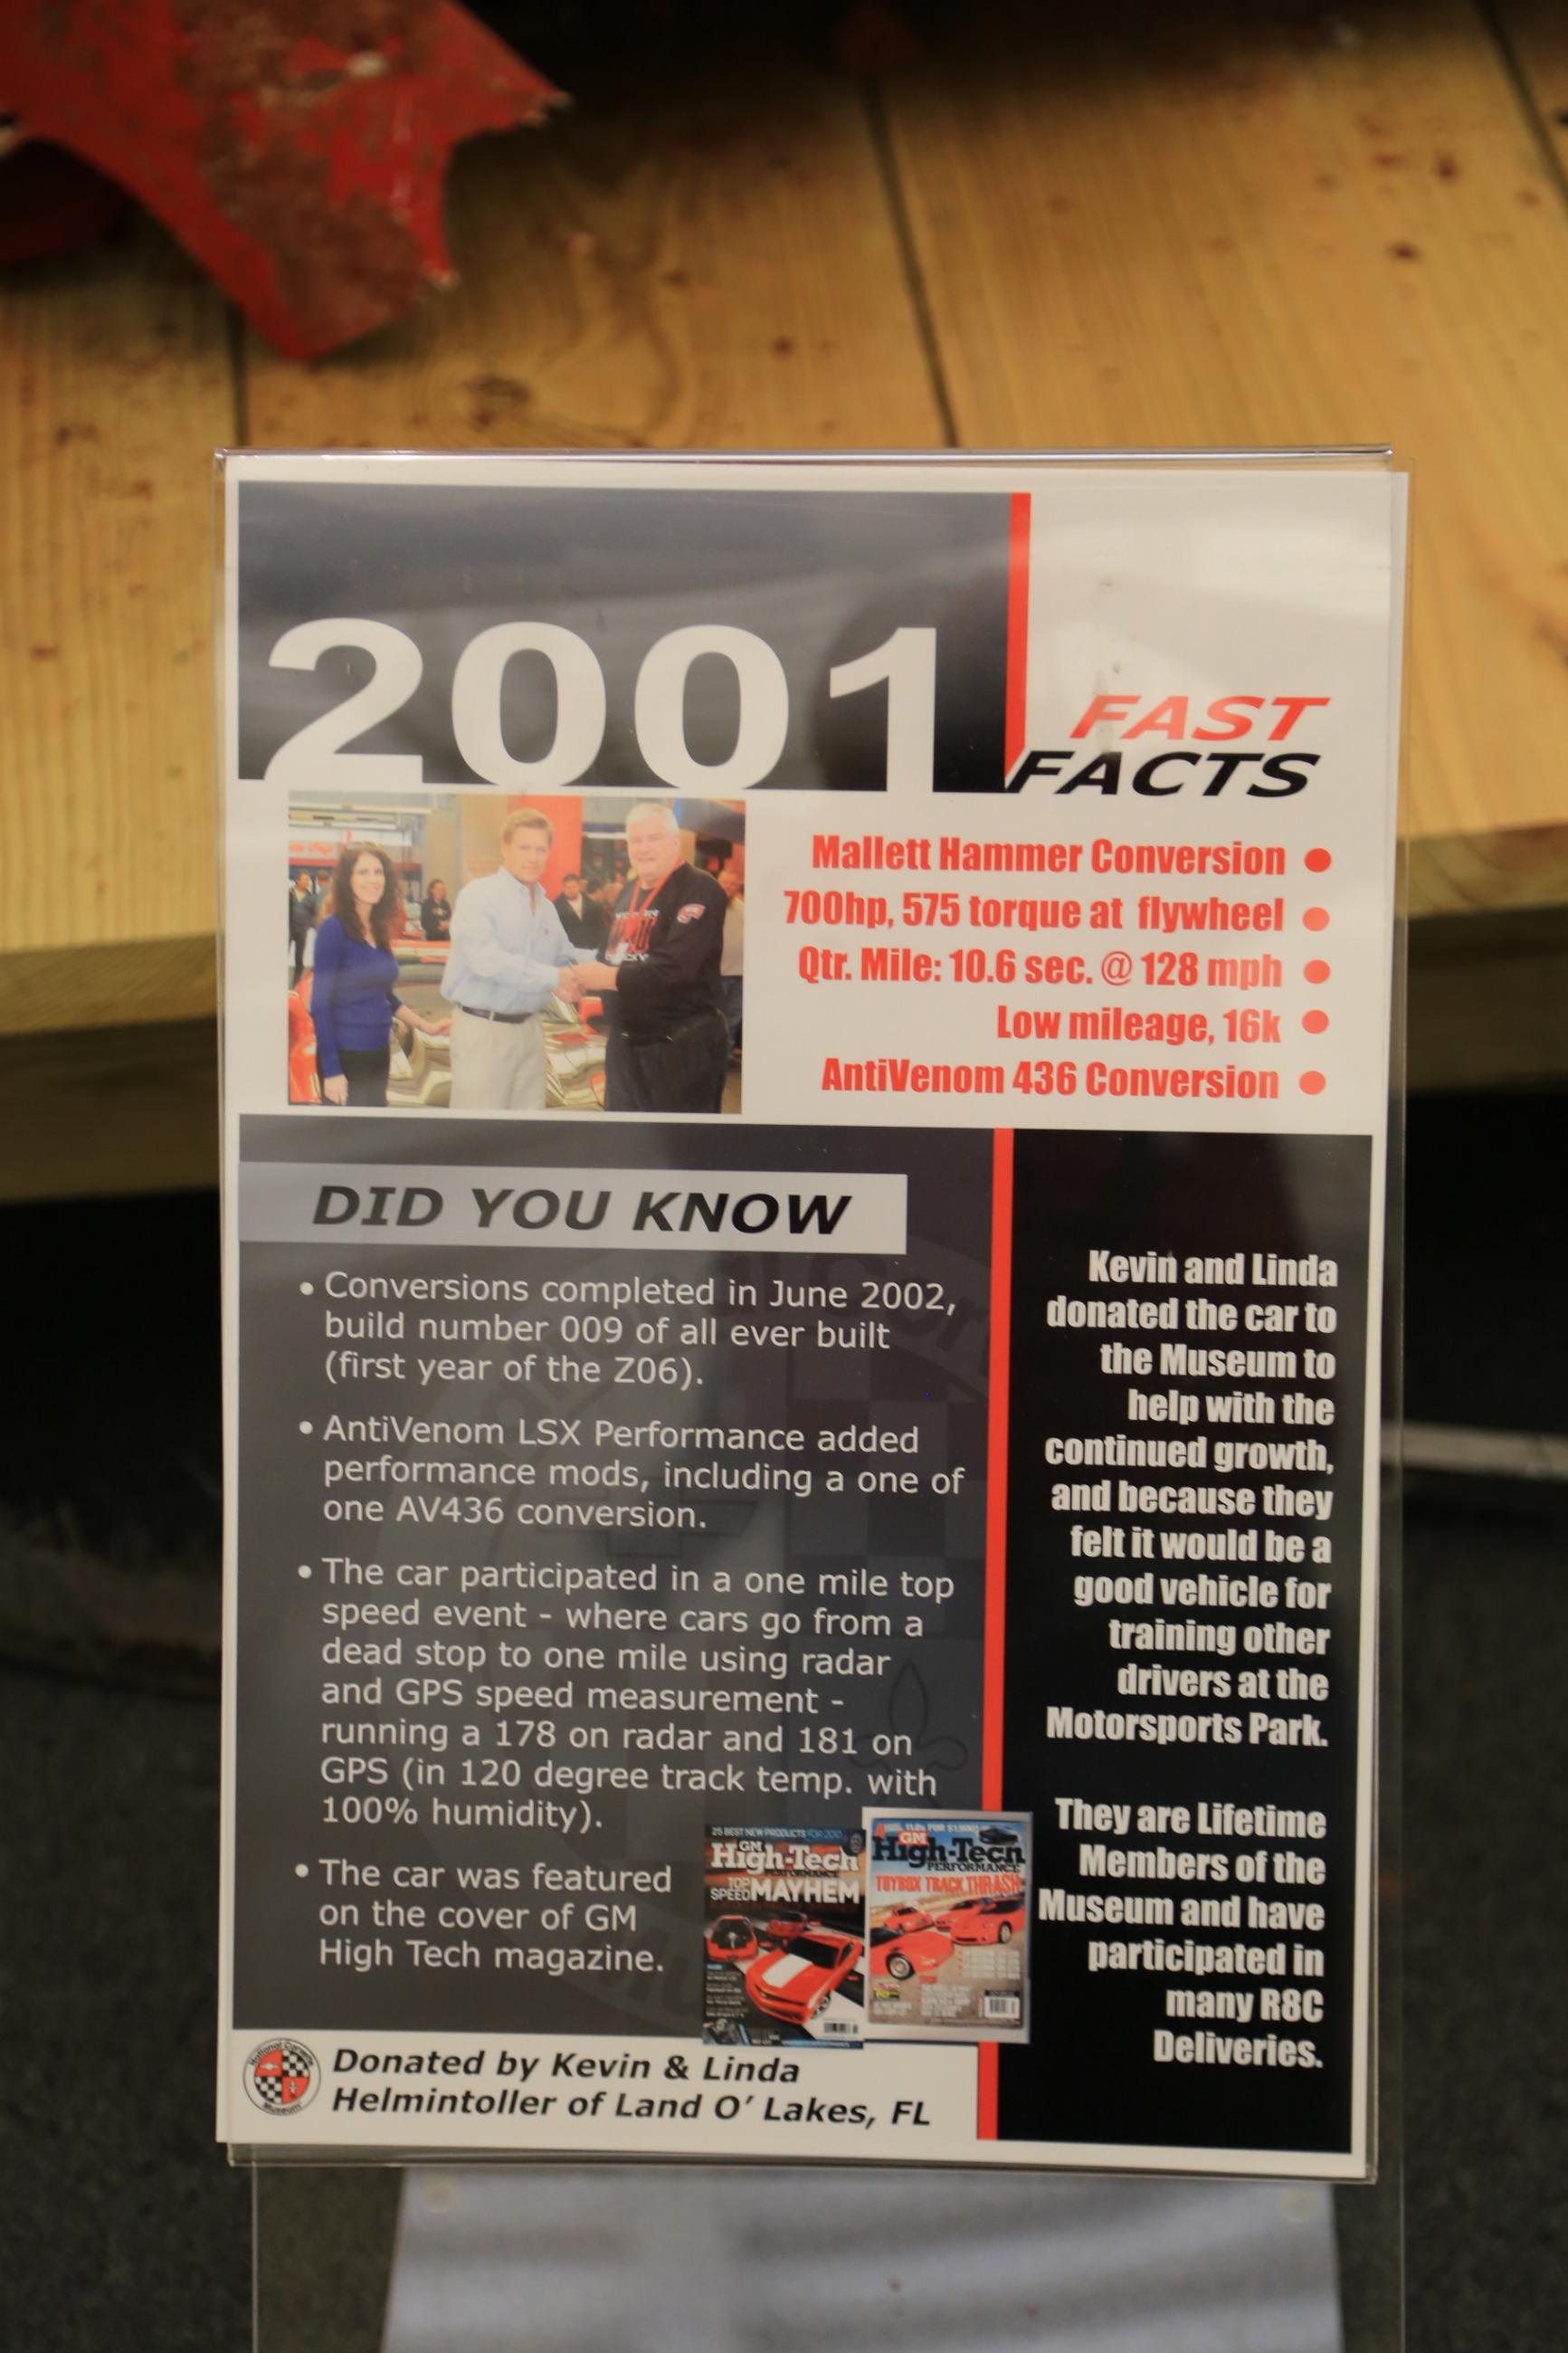 2001
FAST
FACTS
Mallett Hammer Conversion
700hp, 575 torque at flywheel
Qtr. Mile: 10.6 sec. @ 128 mph
Low mileage, 16k
AntiVenom 436 Conversion
DID YOU KNOW
• Conversions completed in June 2002,
build number 009 of all ever built
(first year of the Z06).
• AntiVenom LSX Performance added
performance mods, including a one of
one AV436 conversion.
• The car participated in a one mile top
speed event - where cars go from a
dead stop to one mile using radar
and GPS speed measurement -
running a 178 on radar and 181 on
GPS (in 120 degree track temp. with
100% humidity).
• The car was featured
on the cover of GM
High Tech magazine.
25 BEST NEW PRODUCTS FOR 2010
GM
High-Tech
PERFORMANCE
TOP
SPEED MAYHEM
GM
High-Tech
PERFORMANCE
TOYBOX TRACK THRASH
Kevin and Linda
donated the car to
the Museum to
help with the
continued growth,
and because they
felt it would be a
good vehicle for
training other
drivers at the
Motorsports Park.
They are Lifetime
Members of the
Museum and have
participated in
many R8C
Deliveries.
National Corvette
Museum
Donated by Kevin & Linda
Helmintoller of Land O' Lakes, FL